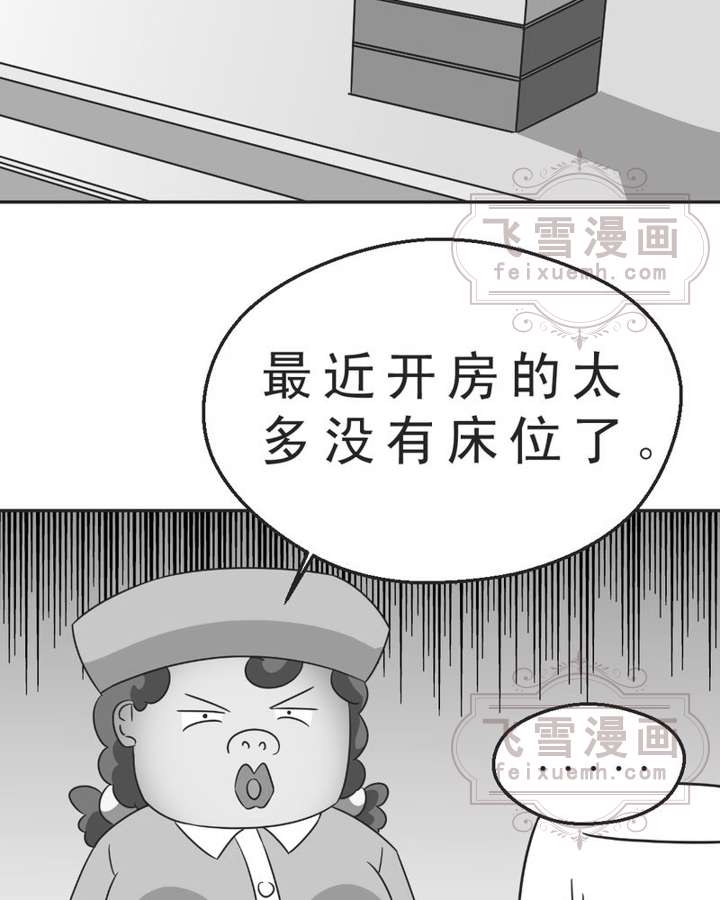 飞雪漫画
feixuemh.com
最近开房的太
多没有床位了。
飞雪漫画
......
feixuemh.com